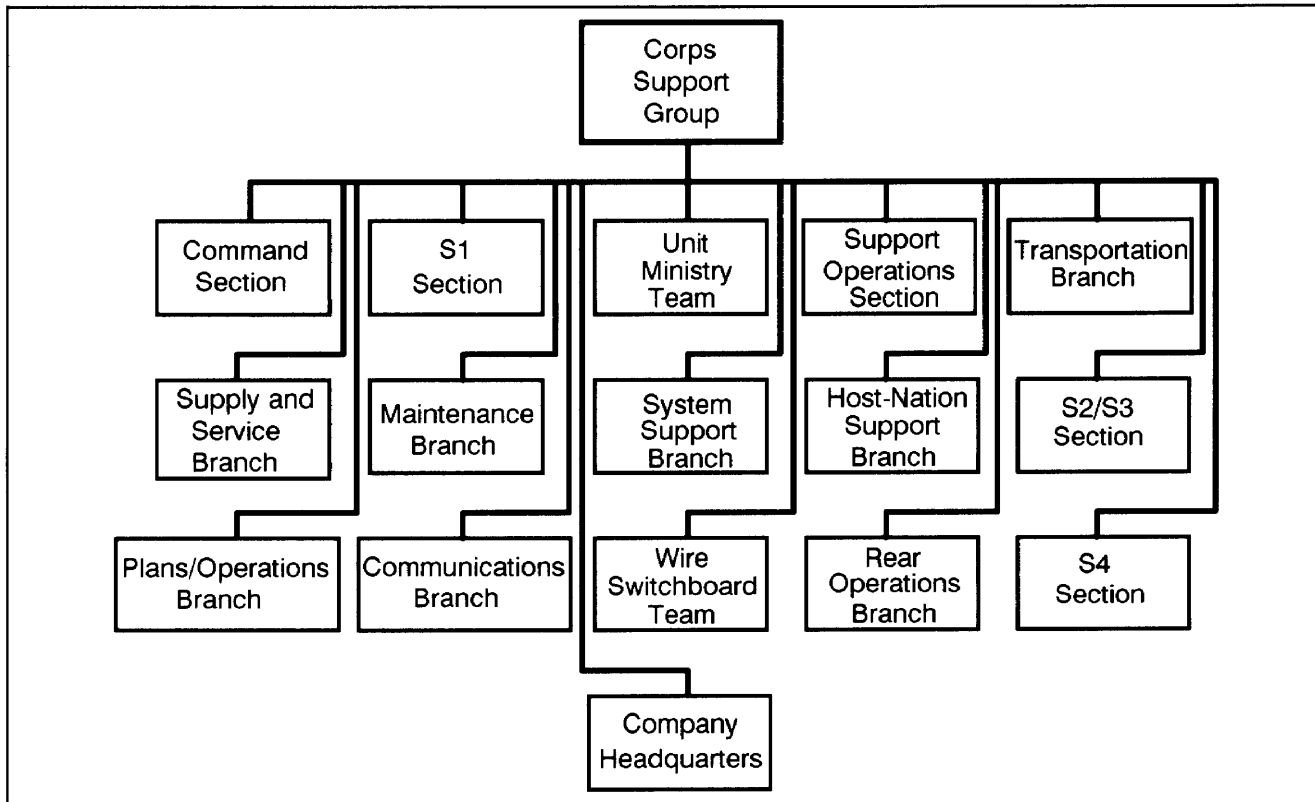 Corps
Support
Group
Command
Section
S1
Section
Unit
Ministry
Team
Support
Operations
Section
Transportation
Branch
Supply and
Service
Branch
Maintenance
Branch
System
Support
Branch
Host-Nation
Support
Branch
S2/S3
Section
Plans/Operations
Branch
Communications
Branch
Wire
Switchboard
Team
Rear
Operations
Branch
S4
Section
Company
Headquarters